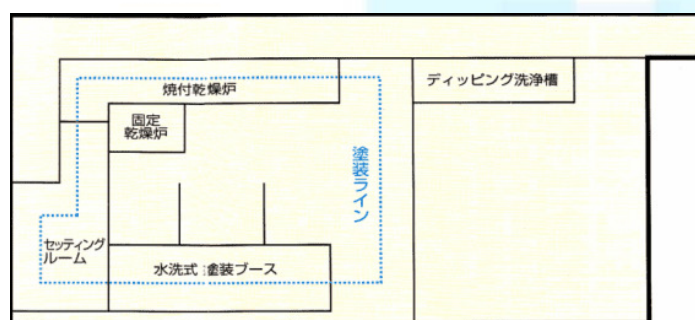 焼付乾燥炉
ディッピング洗浄槽
固定
乾燥炉
塗装ライン
セッティング
ルーム
水洗式 塗装ブース